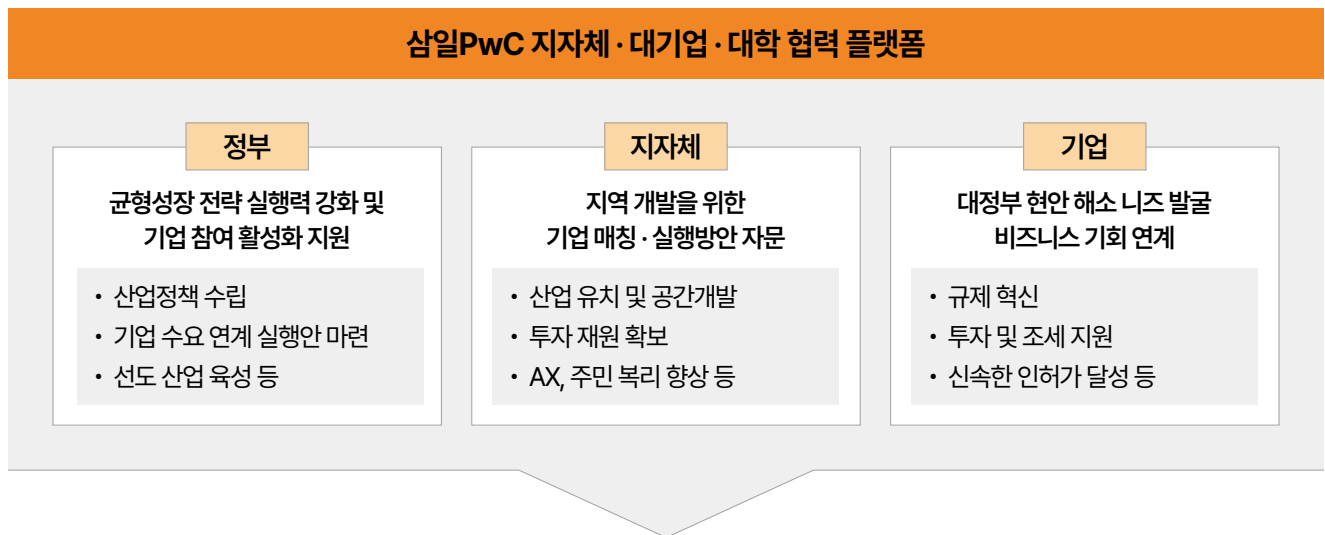 삼일PwC 지자체 · 대기업 · 대학 협력 플랫폼
정부
균형성장 전략 실행력 강화 및
기업 참여 활성화 지원
• 산업정책 수립
• 기업 수요 연계 실행안 마련
• 선도 산업 육성 등
지자체
지역 개발을 위한
기업 매칭 · 실행방안 자문
• 산업 유치 및 공간개발
• 투자 재원 확보
• AX, 주민 복리 향상 등
기업
대정부 현안 해소 니즈 발굴
비즈니스 기회 연계
• 규제 혁신
• 투자 및 조세 지원
• 신속한 인허가 달성 등